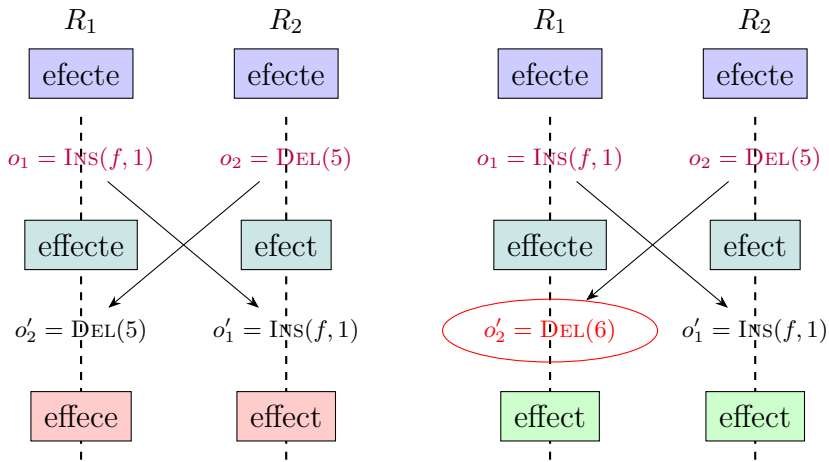 R₁ R₂ R₁ R₂
efecte efecte efecte efecte
o₁ = Ins(f, 1) o₂ = Del(5) o₁ = Ins(f, 1) o₂ = Del(5)
effecte efect effecte efect
o′₂ = Del(5) o′₁ = Ins(f, 1) o′₂ = Del(6) o′₁ = Ins(f, 1)
effece effect effect effect